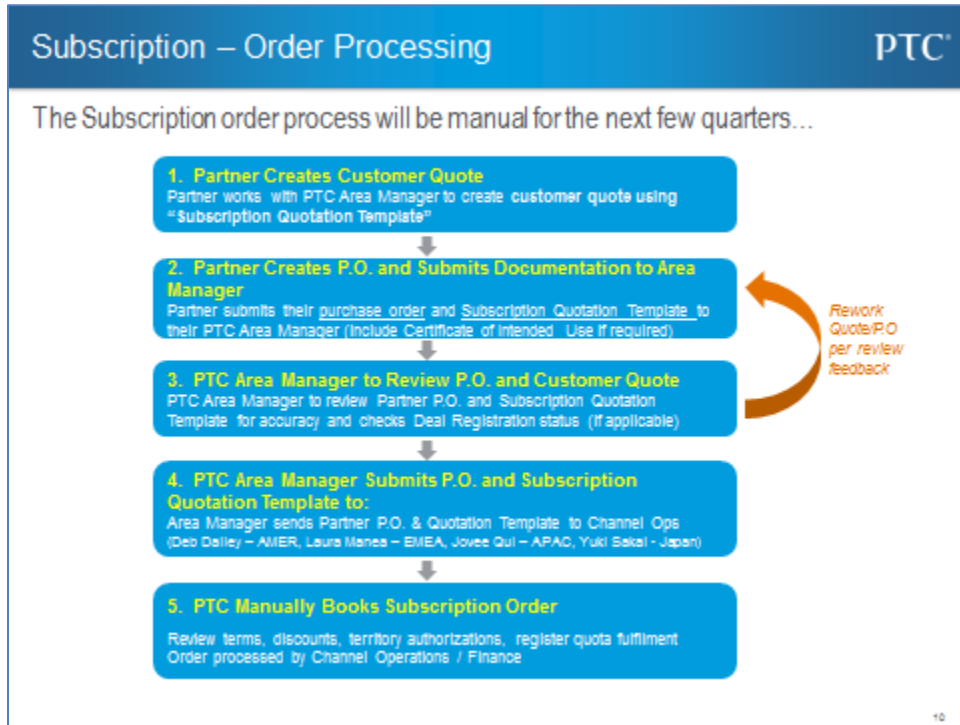 Subscription – Order Processing
PTC®
The Subscription order process will be manual for the next few quarters...
1. Partner Creates Customer Quote
Partner works with PTC Area Manager to create customer quote using
“Subscription Quotation Template”
2. Partner Creates P.O. and Submits Documentation to Area
Manager
Partner submits their purchase order and Subscription Quotation Template to
their PTC Area Manager (Include Certificate of Intended Use if required)
Rework
Quote/P.O
per review
feedback
3. PTC Area Manager to Review P.O. and Customer Quote
PTC Area Manager to review Partner P.O. and Subscription Quotation
Template for accuracy and checks Deal Registration status (if applicable)
4. PTC Area Manager Submits P.O. and Subscription
Quotation Template to:
Area Manager sends Partner P.O. & Quotation Template to Channel Ops
(Deb Dailey – AMER, Laura Manea – EMEA, Jovee Qui – APAC, Yuki Sakai - Japan)
5. PTC Manually Books Subscription Order
Review terms, discounts, territory authorizations, register quota fulfilment
Order processed by Channel Operations / Finance
10